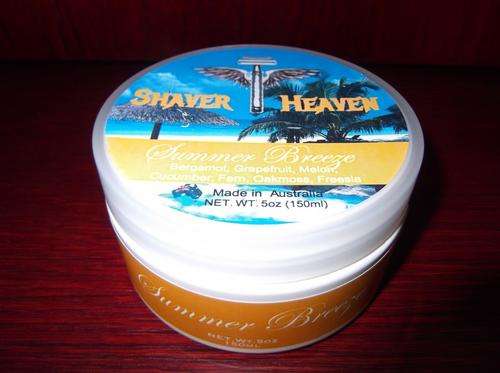 SHAVER HEAVEN
Summer Breeze
Bergamot, Grapefruit, Melon,
Cucumber, Fern, Oakmoss, Freesia
Made in Australia
NET. WT. 5oz (150ml)
Summer Breeze
NET WT. 5oz
150ML